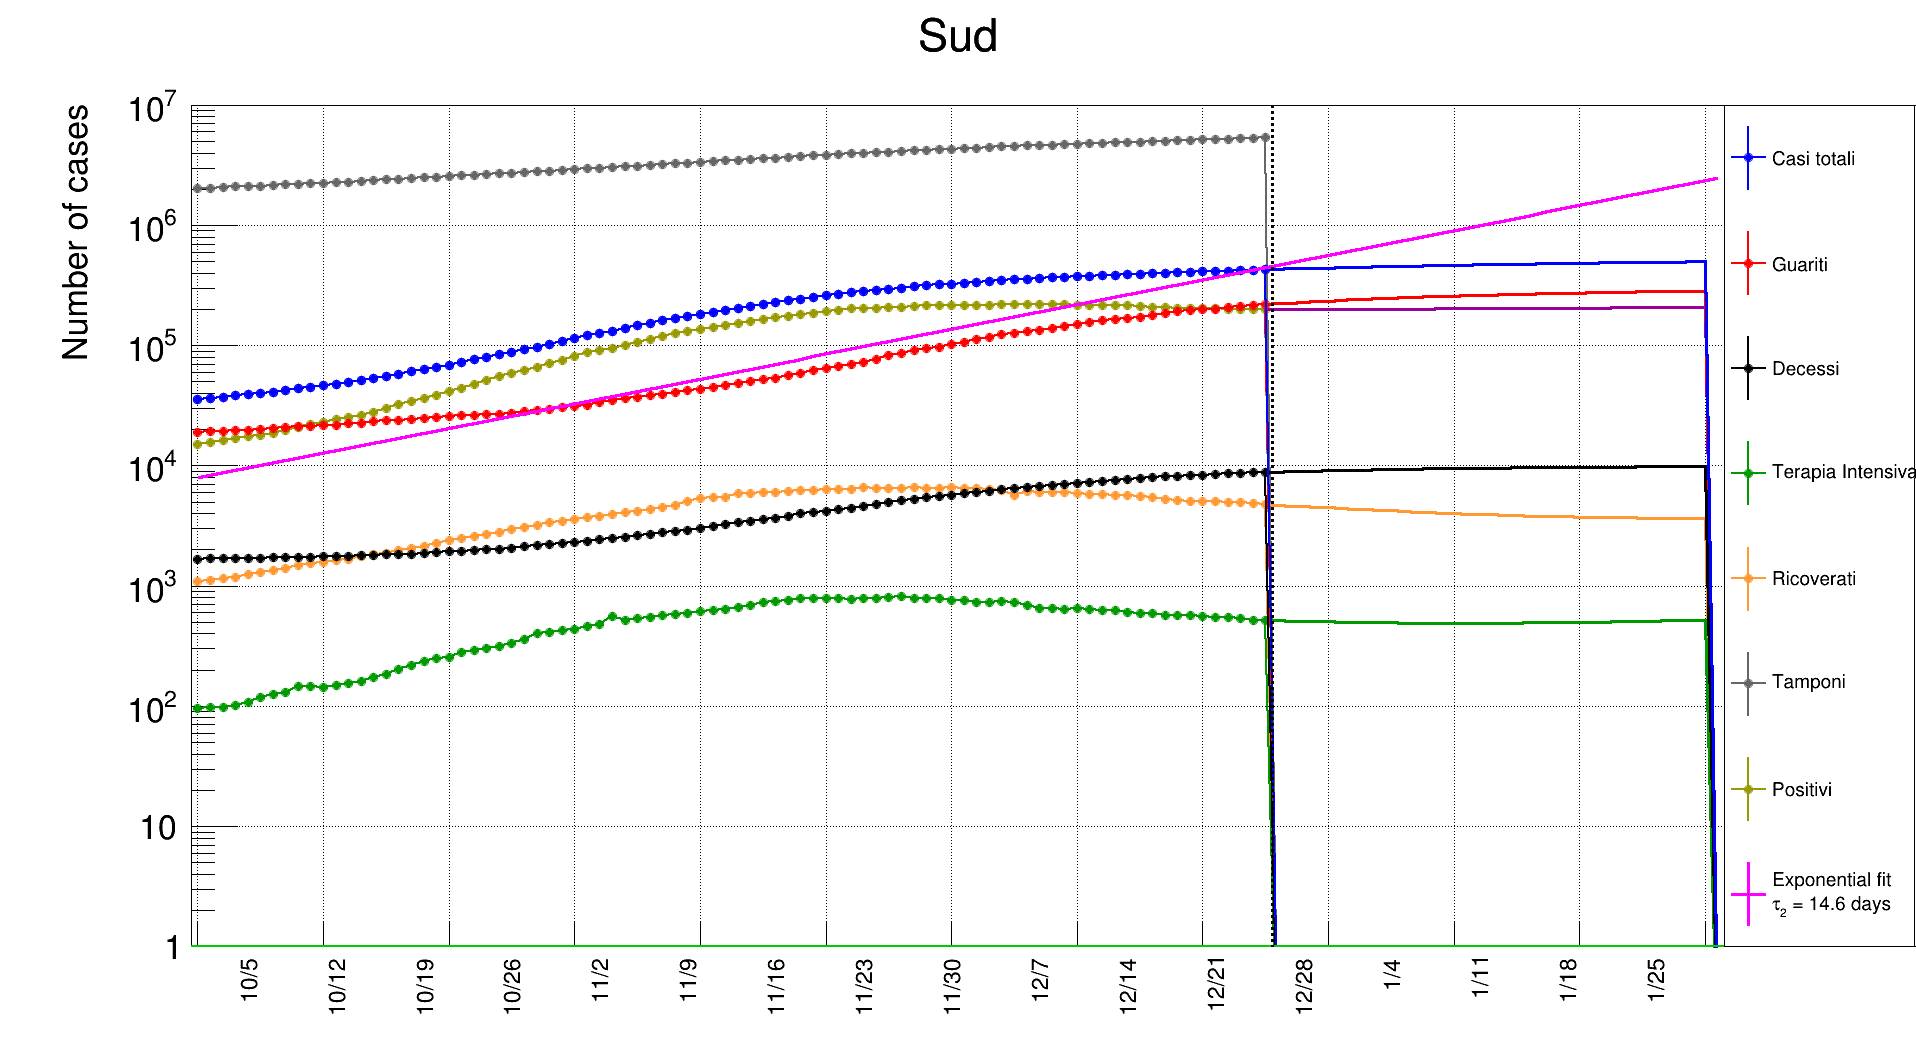 Sud
Number of cases
10^7
10^6
10^5
10^4
10^3
10^2
10
1
10/5
10/12
10/19
10/26
11/2
11/9
11/16
11/23
11/30
12/7
12/14
12/21
12/28
1/4
1/11
1/18
1/25
Casi totali
Guariti
Decessi
Terapia Intensiva
Ricoverati
Tamponi
Positivi
Exponential fit
τ_2 = 14.6 days